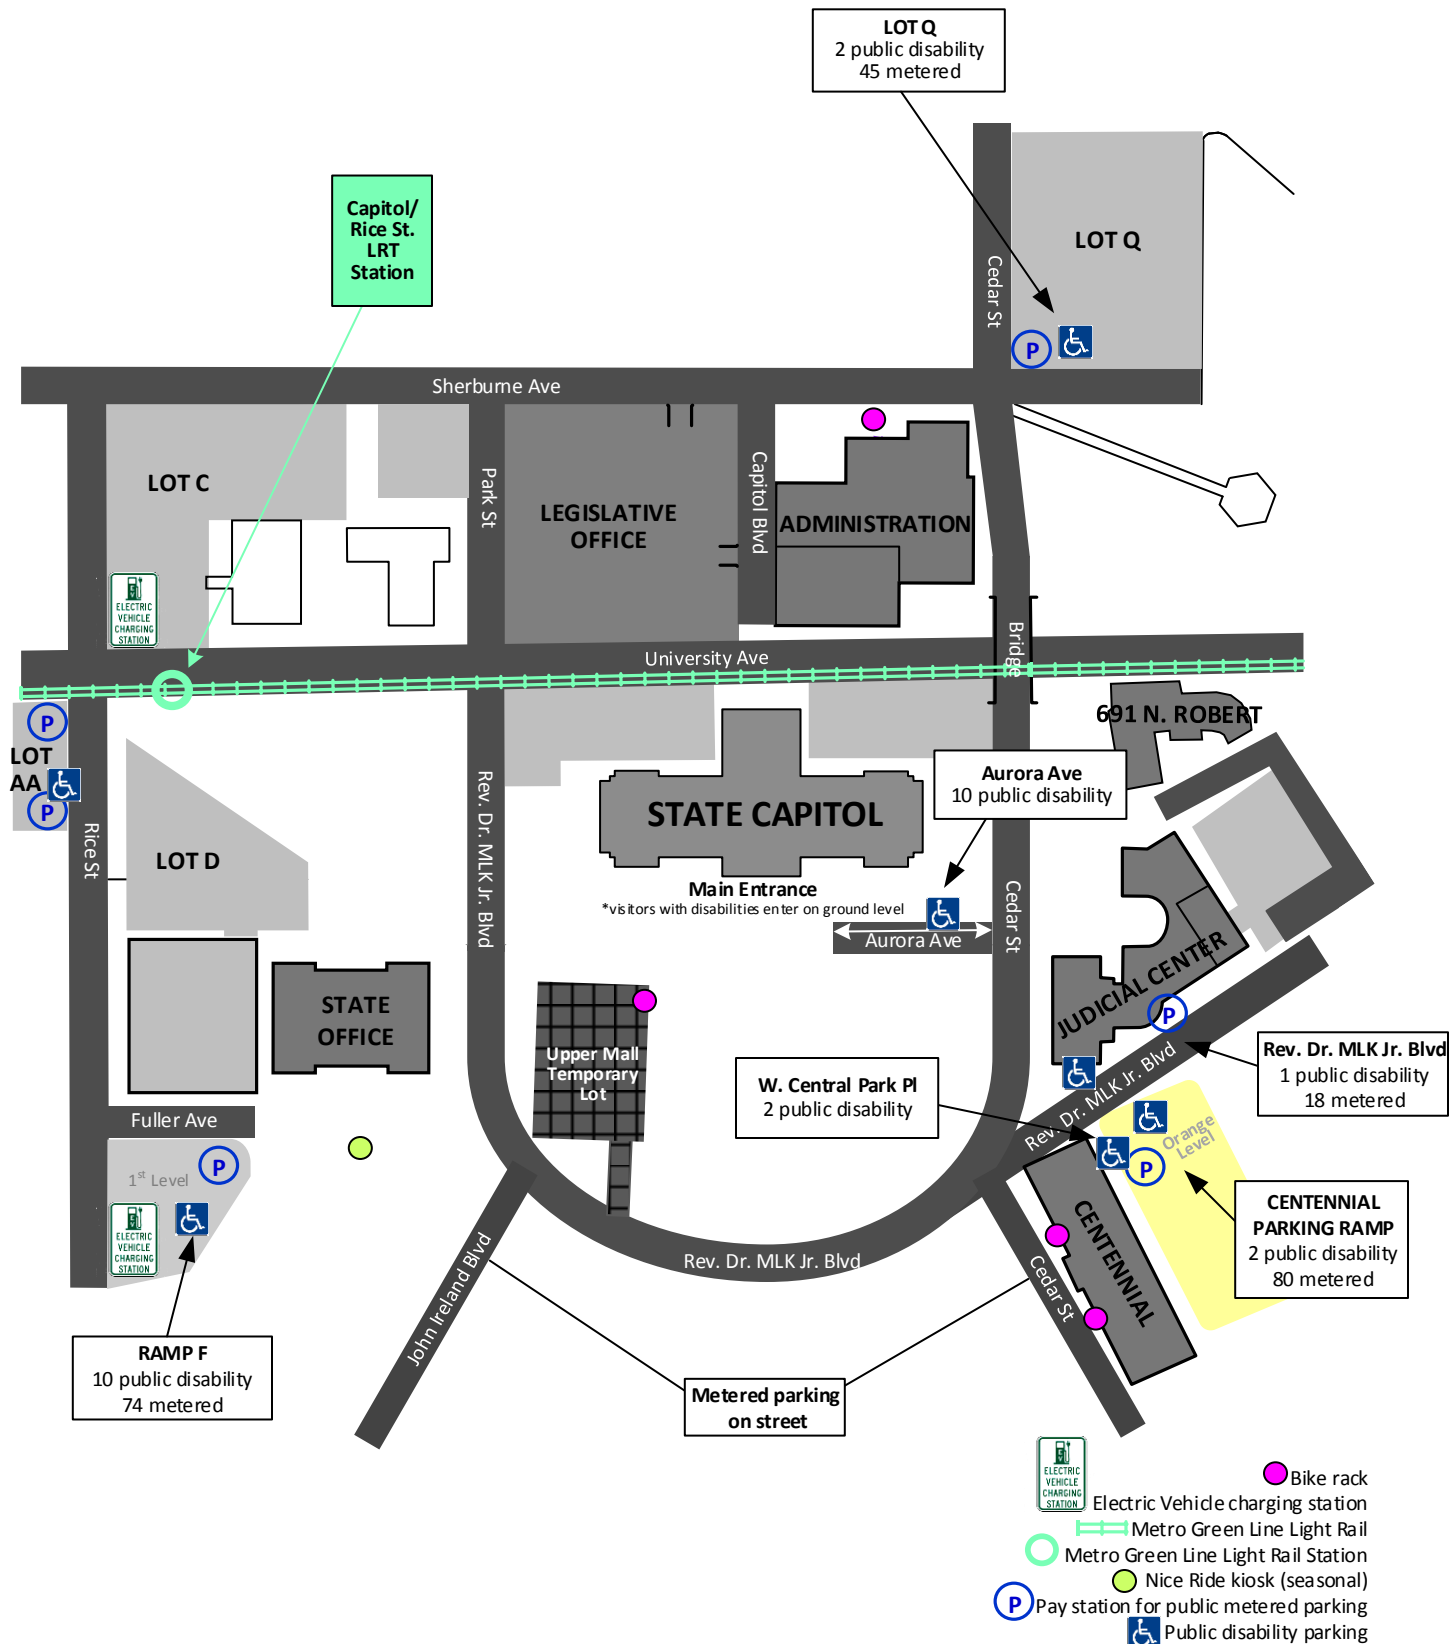 LOT Q
2 public disability
45 metered
Capitol/
Rice St.
LRT
Station
LOT Q
Cedar St
P
Sherburne Ave
LOT C
Park St
LEGISLATIVE
OFFICE
Capitol Blvd
ADMINISTRATION
ELECTRIC
VEHICLE
CHARGING
STATION
University Ave
Bridge
691 N. ROBERT
P
LOT
AA
P
Rice St
LOT D
Rev. Dr. MLK Jr. Blvd
STATE CAPITOL
Main Entrance
*visitors with disabilities enter on ground level
Aurora Ave
10 public disability
Aurora Ave
Cedar St
JUDICIAL CENTER
P
STATE
OFFICE
Upper Mall
Temporary
Lot
W. Central Park Pl
2 public disability
Rev. Dr. MLK Jr. Blvd
Rev. Dr. MLK Jr. Blvd
1 public disability
18 metered
Fuller Ave
1st Level
P
ELECTRIC
VEHICLE
CHARGING
STATION
Orange
Level
P
CENTENNIAL
PARKING RAMP
2 public disability
80 metered
CENTENNIAL
Cedar St
Rev. Dr. MLK Jr. Blvd
John Ireland Blvd
RAMP F
10 public disability
74 metered
Metered parking
on street
ELECTRIC
VEHICLE
CHARGING
STATION
Bike rack
Electric Vehicle charging station
Metro Green Line Light Rail
Metro Green Line Light Rail Station
Nice Ride kiosk (seasonal)
P Pay station for public metered parking
Public disability parking